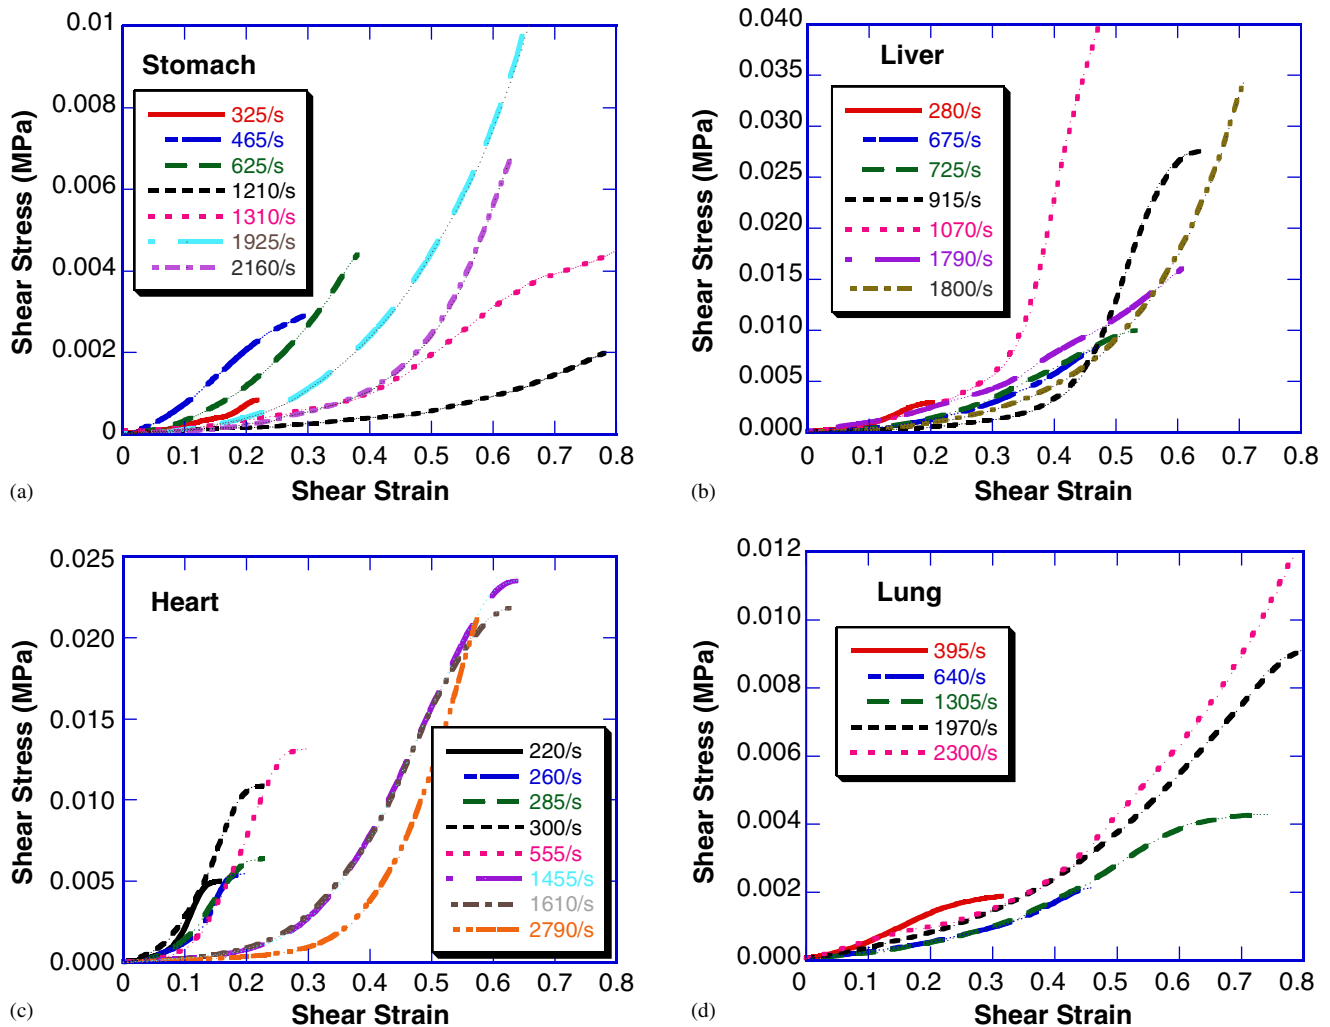 Stomach
Shear Stress (MPa)
0.01
0.008
0.006
0.004
0.002
0
325/s
465/s
625/s
1210/s
1310/s
1925/s
2160/s
0 0.1 0.2 0.3 0.4 0.5 0.6 0.7 0.8
(a)
Shear Strain
Liver
Shear Stress (MPa)
0.040
0.035
0.030
0.025
0.020
0.015
0.010
0.005
0.000
280/s
675/s
725/s
915/s
1070/s
1790/s
1800/s
0 0.1 0.2 0.3 0.4 0.5 0.6 0.7 0.8
(b)
Shear Strain
Heart
Shear Stress (MPa)
0.025
0.020
0.015
0.010
0.005
0.000
220/s
260/s
285/s
300/s
555/s
1455/s
1610/s
2790/s
0 0.1 0.2 0.3 0.4 0.5 0.6 0.7 0.8
(c)
Shear Strain
Lung
Shear Stress (MPa)
0.012
0.010
0.008
0.006
0.004
0.002
0.000
395/s
640/s
1305/s
1970/s
2300/s
0 0.1 0.2 0.3 0.4 0.5 0.6 0.7 0.8
(d)
Shear Strain